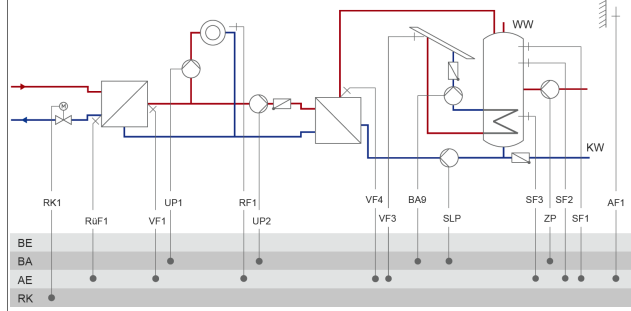 WW
M
KW
RK1
UP1
RF1
VF4
BA9
SF3
SF2
AF1
RüF1
VF1
UP2
VF3
SLP
ZP
SF1
BE
BA
AE
RK